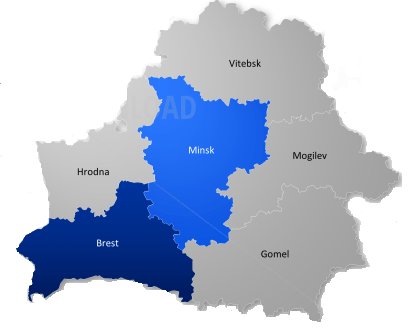 Vitebsk
Minsk
Mogilev
Hrodna
Brest
Gomel